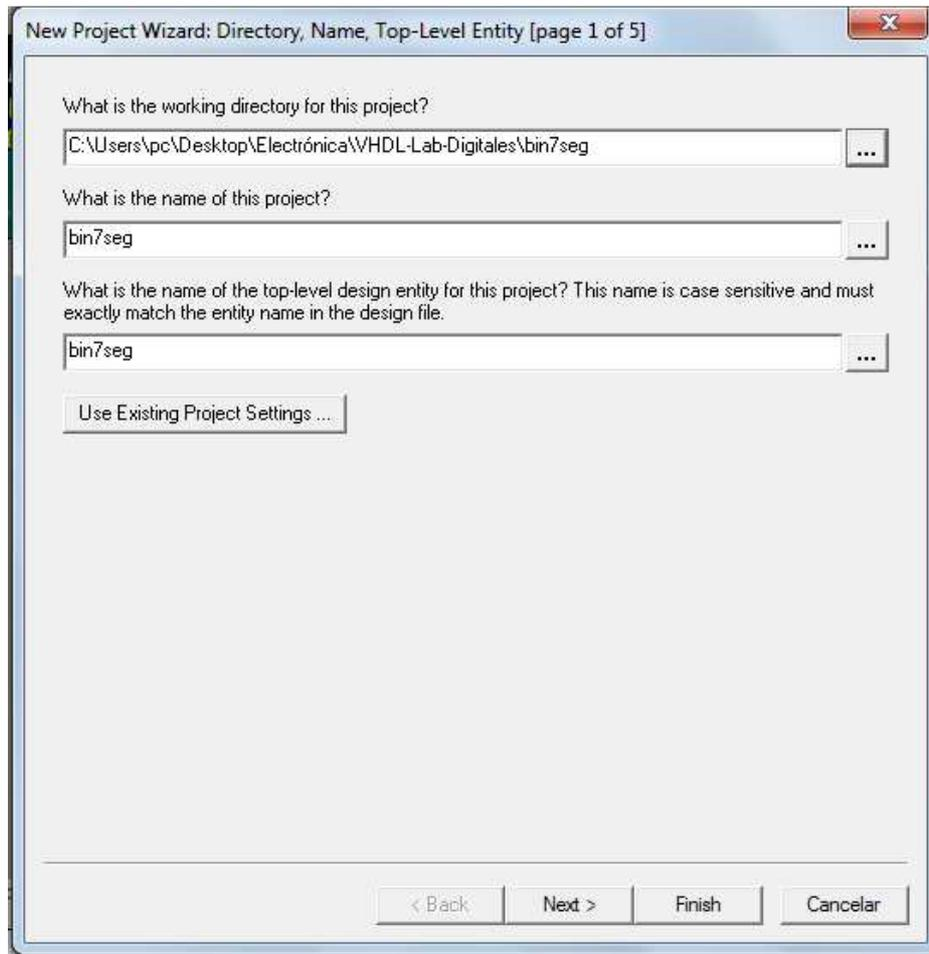 New Project Wizard: Directory, Name, Top-Level Entity [page 1 of 5]
What is the working directory for this project?
C:\Users\pc\Desktop\Electrónica\VHDL-Lab-Digitales\bin7seg
...
What is the name of this project?
bin7seg
...
What is the name of the top-level design entity for this project? This name is case sensitive and must
exactly match the entity name in the design file.
bin7seg
...
Use Existing Project Settings ...
< Back
Next >
Finish
Cancelar